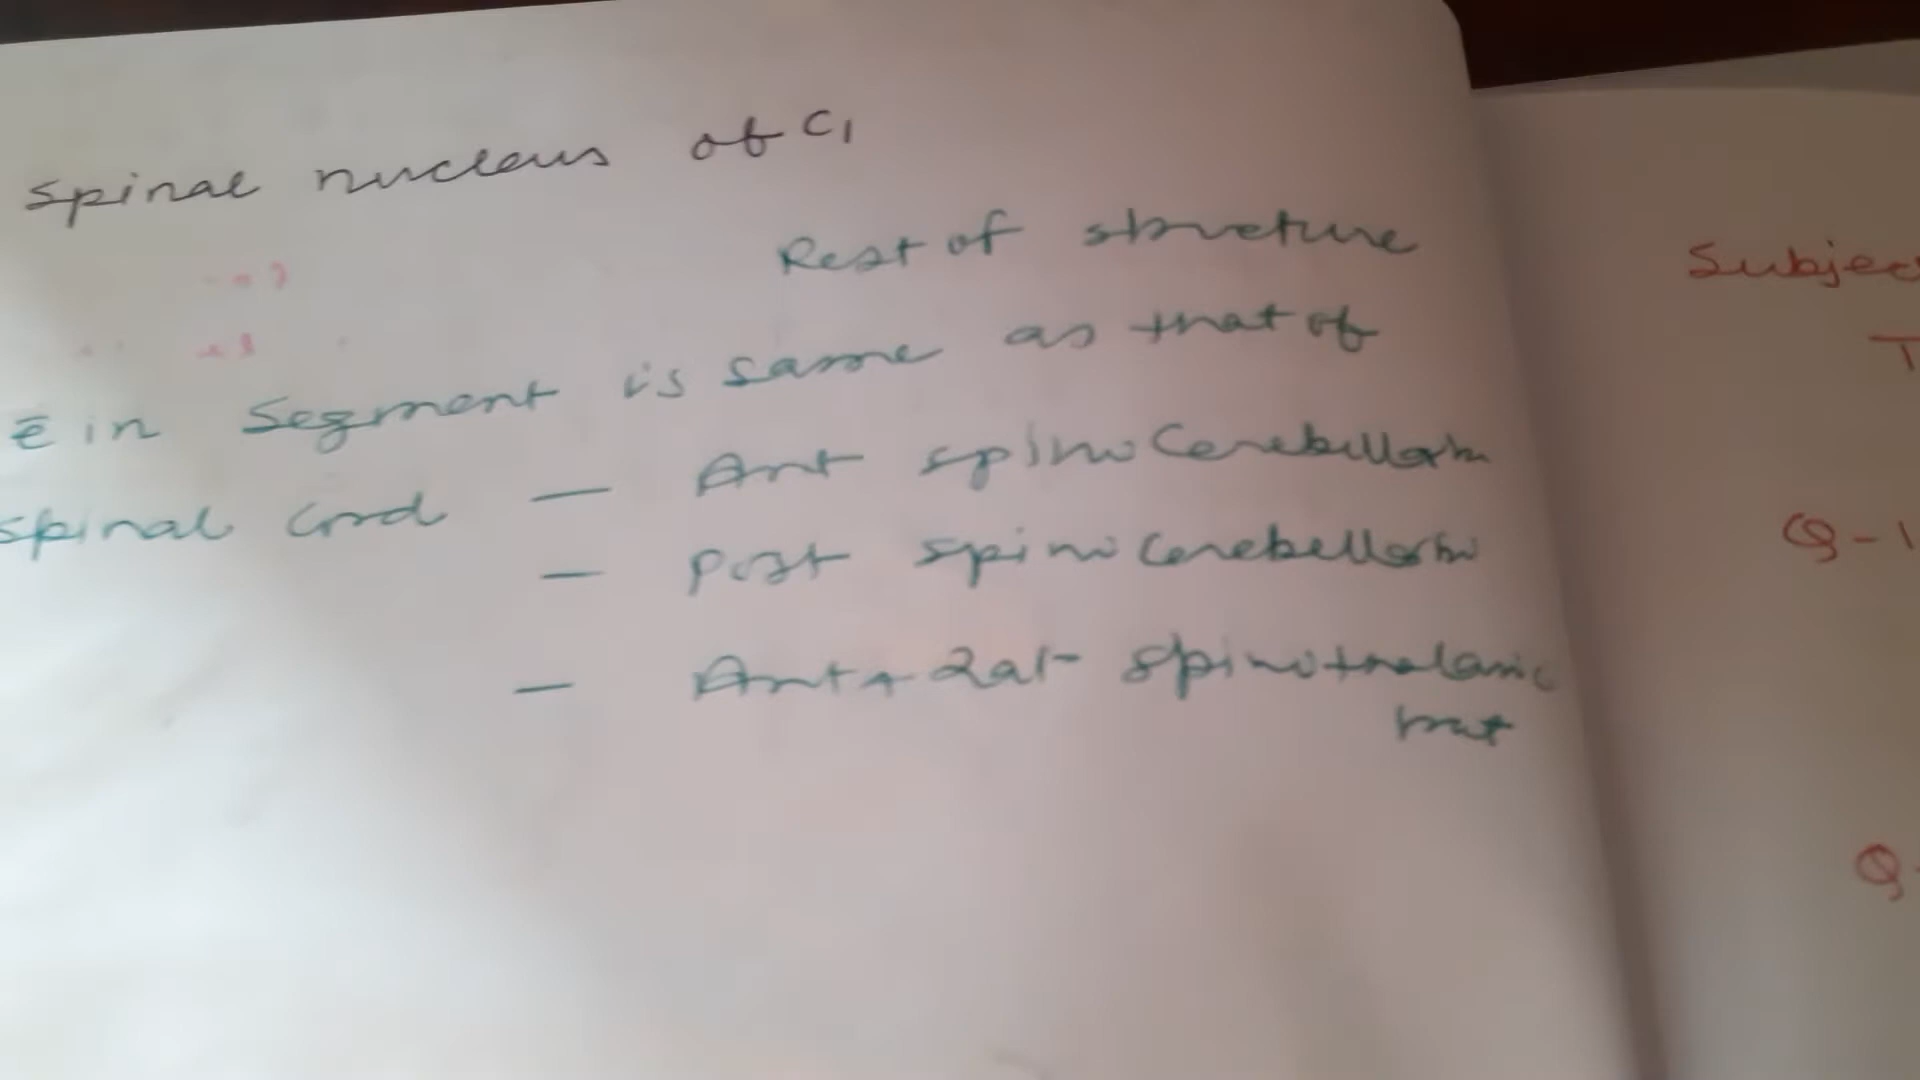 spinal nucleus of C1
Rest of structure
c̄ in segment is same as that of
spinal cord — Ant spinocerebellar
— Post spinocerebellar
— Ant + Lat spinothalamic
tract
Subjec
T
Q-1
Q-